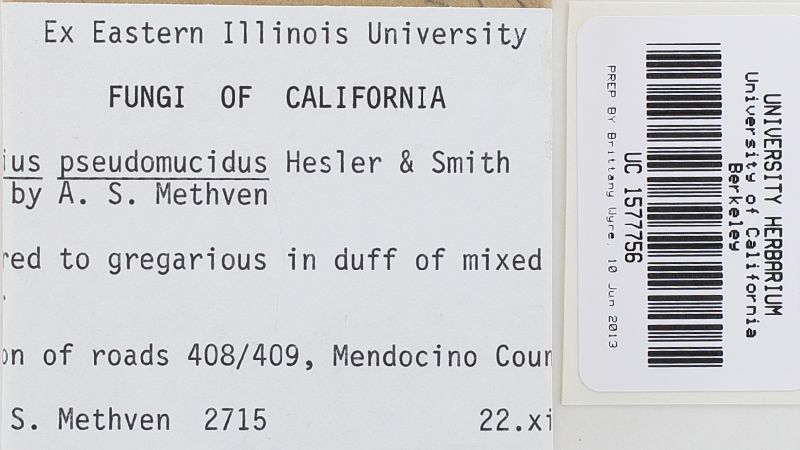 Ex Eastern Illinois University
FUNGI OF CALIFORNIA
ius pseudomucidus Hesler & Smith
by A. S. Methven
red to gregarious in duff of mixed
on of roads 408/409, Mendocino Coun
S. Methven 2715 22.xi
UNIVERSITY HERBARIUM
University of California
Berkeley
UC 1577756
PREP BY Brittany Wyre, 10 Jun 2013